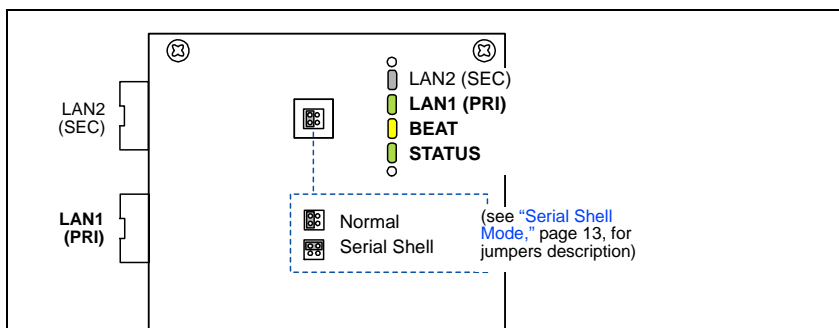 LAN2 (SEC)
LAN1 (PRI)
BEAT
STATUS
LAN2
(SEC)
LAN1
(PRI)
Normal
Serial Shell
(see “Serial Shell
Mode,” page 13, for
jumpers description)